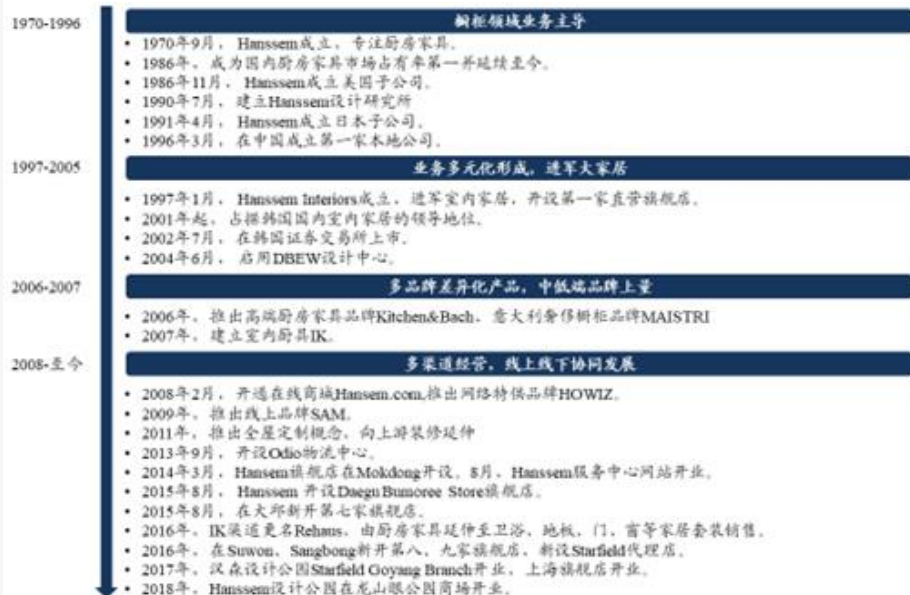 1970-1996
橱柜领域业务主导
• 1970年9月，Hanssem成立，专注厨房家具。
• 1986年，成为国内厨房家具市场占有率第一并延续至今。
• 1986年11月，Hanssem成立美国子公司。
• 1990年7月，建立Hanssem设计研究所
• 1991年4月，Hanssem成立日本子公司。
• 1996年3月，在中国成立第一家本地公司。
1997-2005
业务多元化形成，进军大家居
• 1997年1月，Hanssem Interiors成立，进军室内家居，开设第一家直营旗舰店。
• 2001年起，占据韩国国内室内家居的领导地位。
• 2002年7月，在韩国证券交易所上市。
• 2004年6月，启用DBEW设计中心。
2006-2007
多品牌差异化产品，中低端品牌上量
• 2006年，推出高端厨房家具品牌Kitchen&Bach、意大利奢侈橱柜品牌MAISTRI
• 2007年，建立室内厨具IK。
2008-至今
多渠道经营，线上线下协同发展
• 2008年2月，开通在线商城Hansem.com,推出网络特供品牌HOWIZ。
• 2009年，推出线上品牌SAM。
• 2011年，推出全屋定制概念，向上游装修延伸
• 2013年9月，开设Odio物流中心。
• 2014年3月，Hansem旗舰店在Mokdong开设。8月，Hanssem服务中心网站开业。
• 2015年8月，Hanssem 开设Daegu Bumoree Store旗舰店。
• 2015年8月，在大邱新开第七家旗舰店。
• 2016年，IK渠道更名Rehaus，由厨房家具延伸至卫浴、地板、门、窗等家居套装销售。
• 2016年，在Suwon、Sangbong新开第八、九家旗舰店，新设Starfield代理店。
• 2017年，汉森设计公园Starfield Goyang Branch开业，上海旗舰店开业。
• 2018年，Hanssem设计公园在龙山眼公园商场开业。